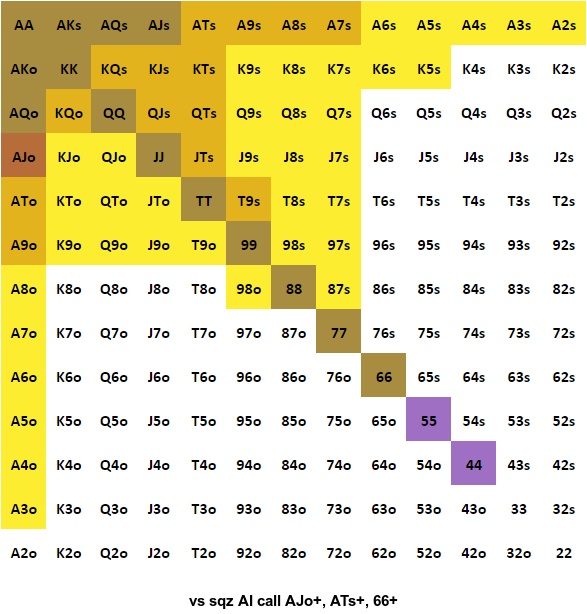 AA AKs AQs AJs ATs A9s A8s A7s A6s A5s A4s A3s A2s
AKo KK KQs KJs KTs K9s K8s K7s K6s K5s K4s K3s K2s
AQo KQo QQ QJs QTs Q9s Q8s Q7s Q6s Q5s Q4s Q3s Q2s
AJo KJo QJo JJ JTs J9s J8s J7s J6s J5s J4s J3s J2s
ATo KTo QTo JTo TT T9s T8s T7s T6s T5s T4s T3s T2s
A9o K9o Q9o J9o T9o 99 98s 97s 96s 95s 94s 93s 92s
A8o K8o Q8o J8o T8o 98o 88 87s 86s 85s 84s 83s 82s
A7o K7o Q7o J7o T7o 97o 87o 77 76s 75s 74s 73s 72s
A6o K6o Q6o J6o T6o 96o 86o 76o 66 65s 64s 63s 62s
A5o K5o Q5o J5o T5o 95o 85o 75o 65o 55 54s 53s 52s
A4o K4o Q4o J4o T4o 94o 84o 74o 64o 54o 44 43s 42s
A3o K3o Q3o J3o T3o 93o 83o 73o 63o 53o 43o 33 32s
A2o K2o Q2o J2o T2o 92o 82o 72o 62o 52o 42o 32o 22
vs sqz AI call AJo+, ATs+, 66+